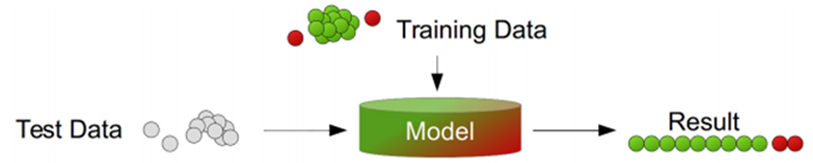 Training Data
Test Data
Model
Result